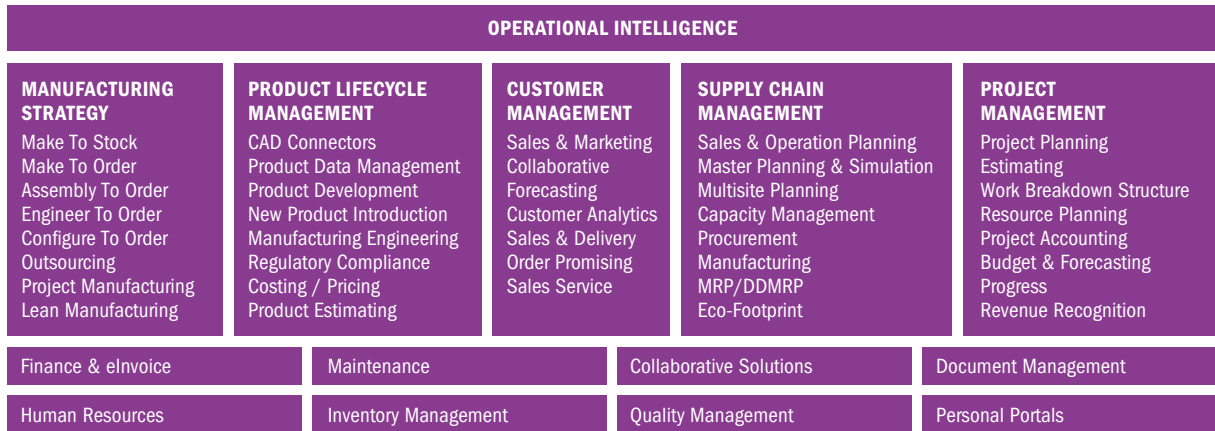 OPERATIONAL INTELLIGENCE
MANUFACTURING
STRATEGY
Make To Stock
Make To Order
Assembly To Order
Engineer To Order
Configure To Order
Outsourcing
Project Manufacturing
Lean Manufacturing
PRODUCT LIFECYCLE
MANAGEMENT
CAD Connectors
Product Data Management
Product Development
New Product Introduction
Manufacturing Engineering
Regulatory Compliance
Costing / Pricing
Product Estimating
CUSTOMER
MANAGEMENT
Sales & Marketing
Collaborative
Forecasting
Customer Analytics
Sales & Delivery
Order Promising
Sales Service
SUPPLY CHAIN
MANAGEMENT
Sales & Operation Planning
Master Planning & Simulation
Multisite Planning
Capacity Management
Procurement
Manufacturing
MRP/DDMRP
Eco-Footprint
PROJECT
MANAGEMENT
Project Planning
Estimating
Work Breakdown Structure
Resource Planning
Project Accounting
Budget & Forecasting
Progress
Revenue Recognition
Finance & eInvoice
Maintenance
Collaborative Solutions
Document Management
Human Resources
Inventory Management
Quality Management
Personal Portals